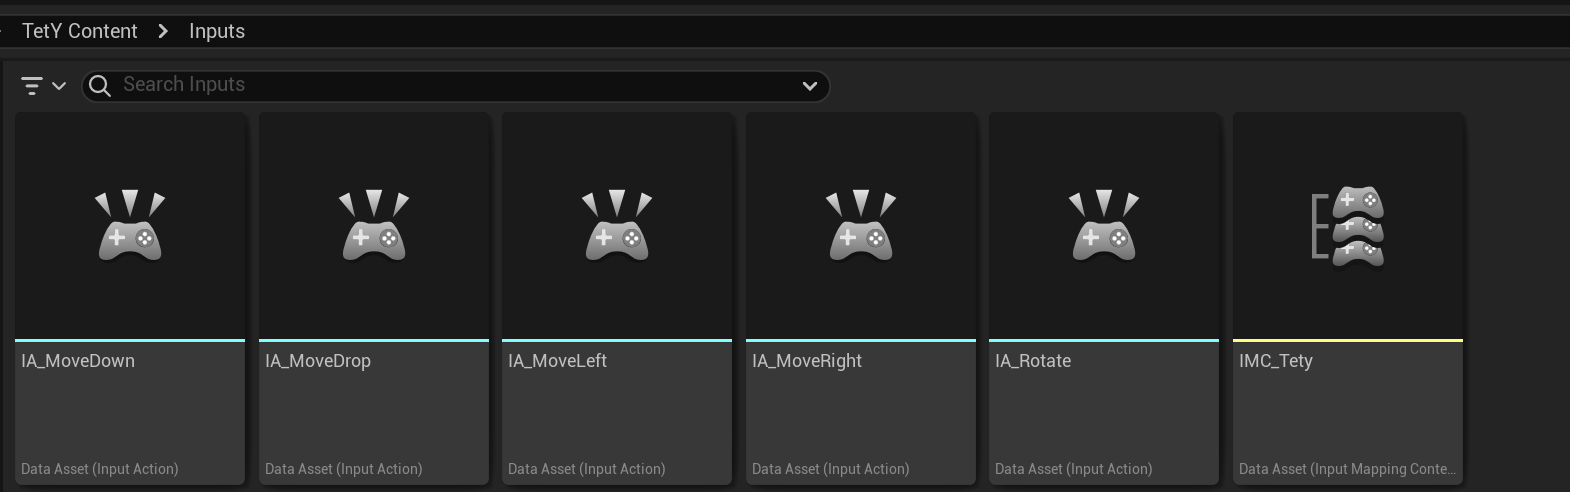 TetY Content > Inputs
Search Inputs
IA_MoveDown
Data Asset (Input Action)
IA_MoveDrop
Data Asset (Input Action)
IA_MoveLeft
Data Asset (Input Action)
IA_MoveRight
Data Asset (Input Action)
IA_Rotate
Data Asset (Input Action)
IMC_Tety
Data Asset (Input Mapping Conte...